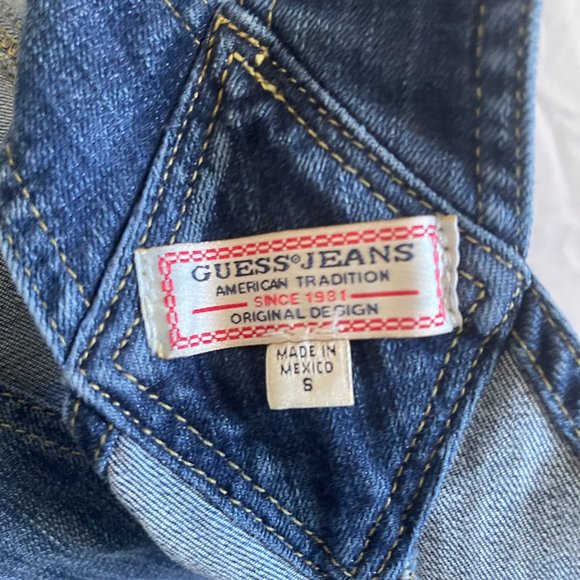 GUESS® JEANS
AMERICAN TRADITION
SINCE 1981
ORIGINAL DESIGN
MADE IN
MEXICO
S